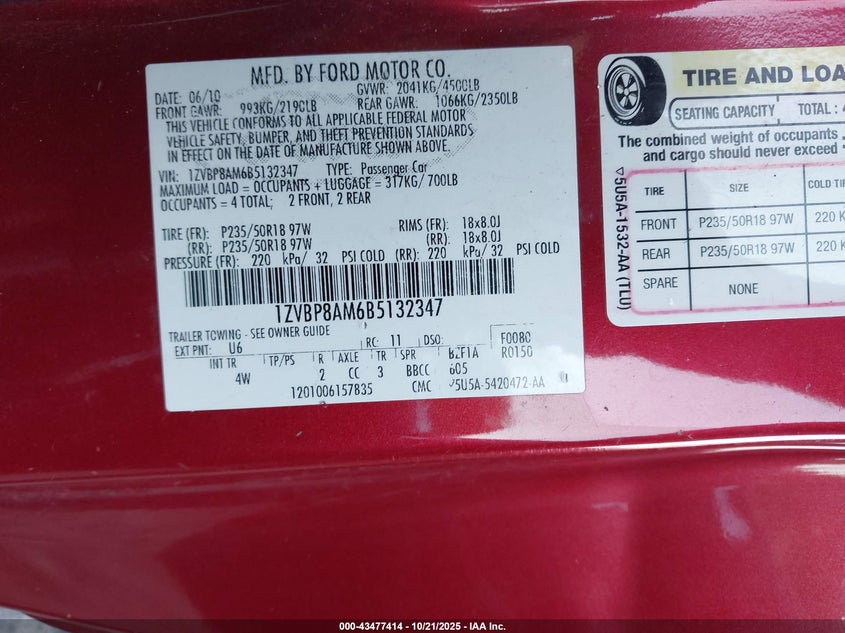 MFD. BY FORD MOTOR CO.
DATE: 06/10 GVWR: 2041KG/4500LB
FRONT GAWR: 993KG/2190LB REAR GAWR: 1066KG/2350LB
THIS VEHICLE CONFORMS TO ALL APPLICABLE FEDERAL MOTOR
VEHICLE SAFETY, BUMPER, AND THEFT PREVENTION STANDARDS
IN EFFECT ON THE DATE OF MANUFACTURE SHOWN ABOVE.
VIN: 1ZVBP8AM6B5132347 TYPE: Passenger Car
MAXIMUM LOAD = OCCUPANTS + LUGGAGE = 317KG/ 700LB
OCCUPANTS = 4 TOTAL; 2 FRONT, 2 REAR
TIRE (FR): P235/50R18 97W RIMS (FR): 18x8.0J
(RR): P235/50R18 97W (RR): 18x8.0J
PRESSURE (FR): 220 kPa/ 32 PSI COLD (RR): 220 kPa/ 32 PSI COLD
1ZVBP8AM6B5132347
TRAILER TOWING - SEE OWNER GUIDE
EXT PNT: U6 RC: 11 DSO: F0080
INT TR TP/PS R AXLE TR SPR R0150
4W 2 CC 3 BBCC 605
1201006157835 CMC 5U5A-5420472-AA
TIRE AND LOA
SEATING CAPACITY TOTAL : 4
The combined weight of occupants
and cargo should never exceed
TIRE SIZE COLD TI
FRONT P235/50R18 97W 220 K
REAR P235/50R18 97W 220 K
SPARE NONE
5U5A-1532-AA (TLU)
000-43477414 - 10/21/2025 - IAA Inc.